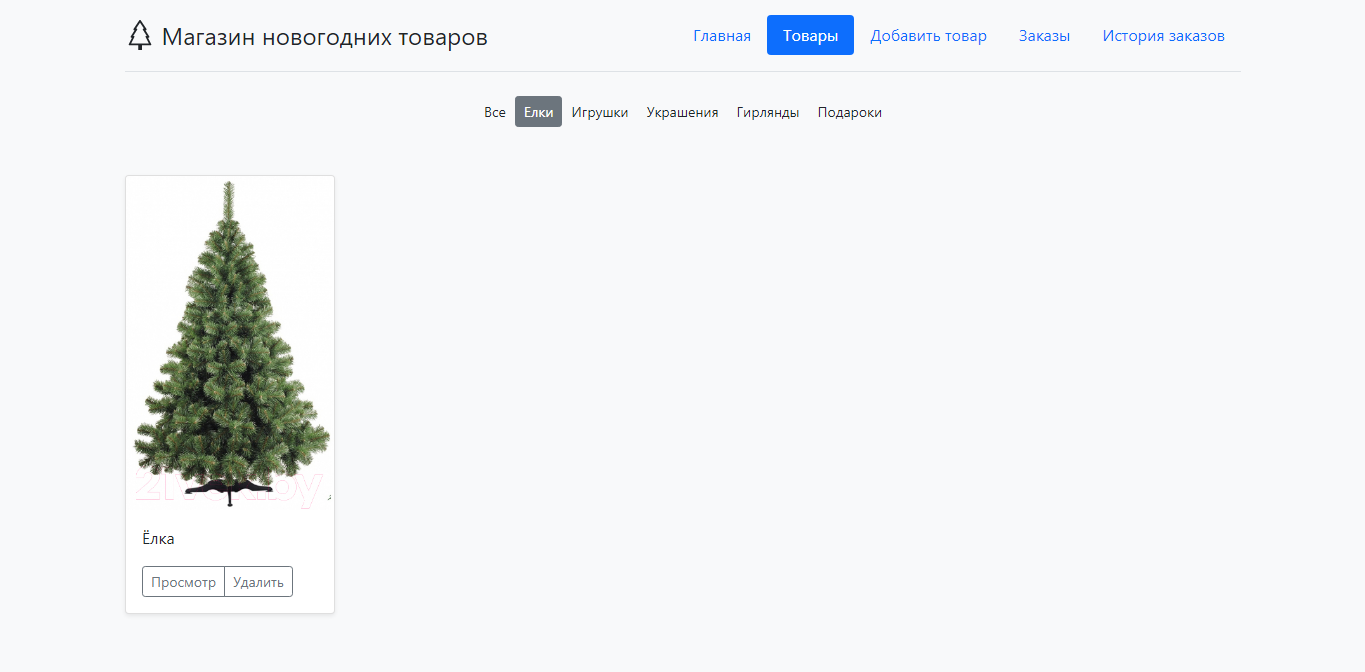 Магазин новогодних товаров
Главная Товары Добавить товар Заказы История заказов
Все Елки Игрушки Украшения Гирлянды Подароки
Ёлка
Просмотр Удалить